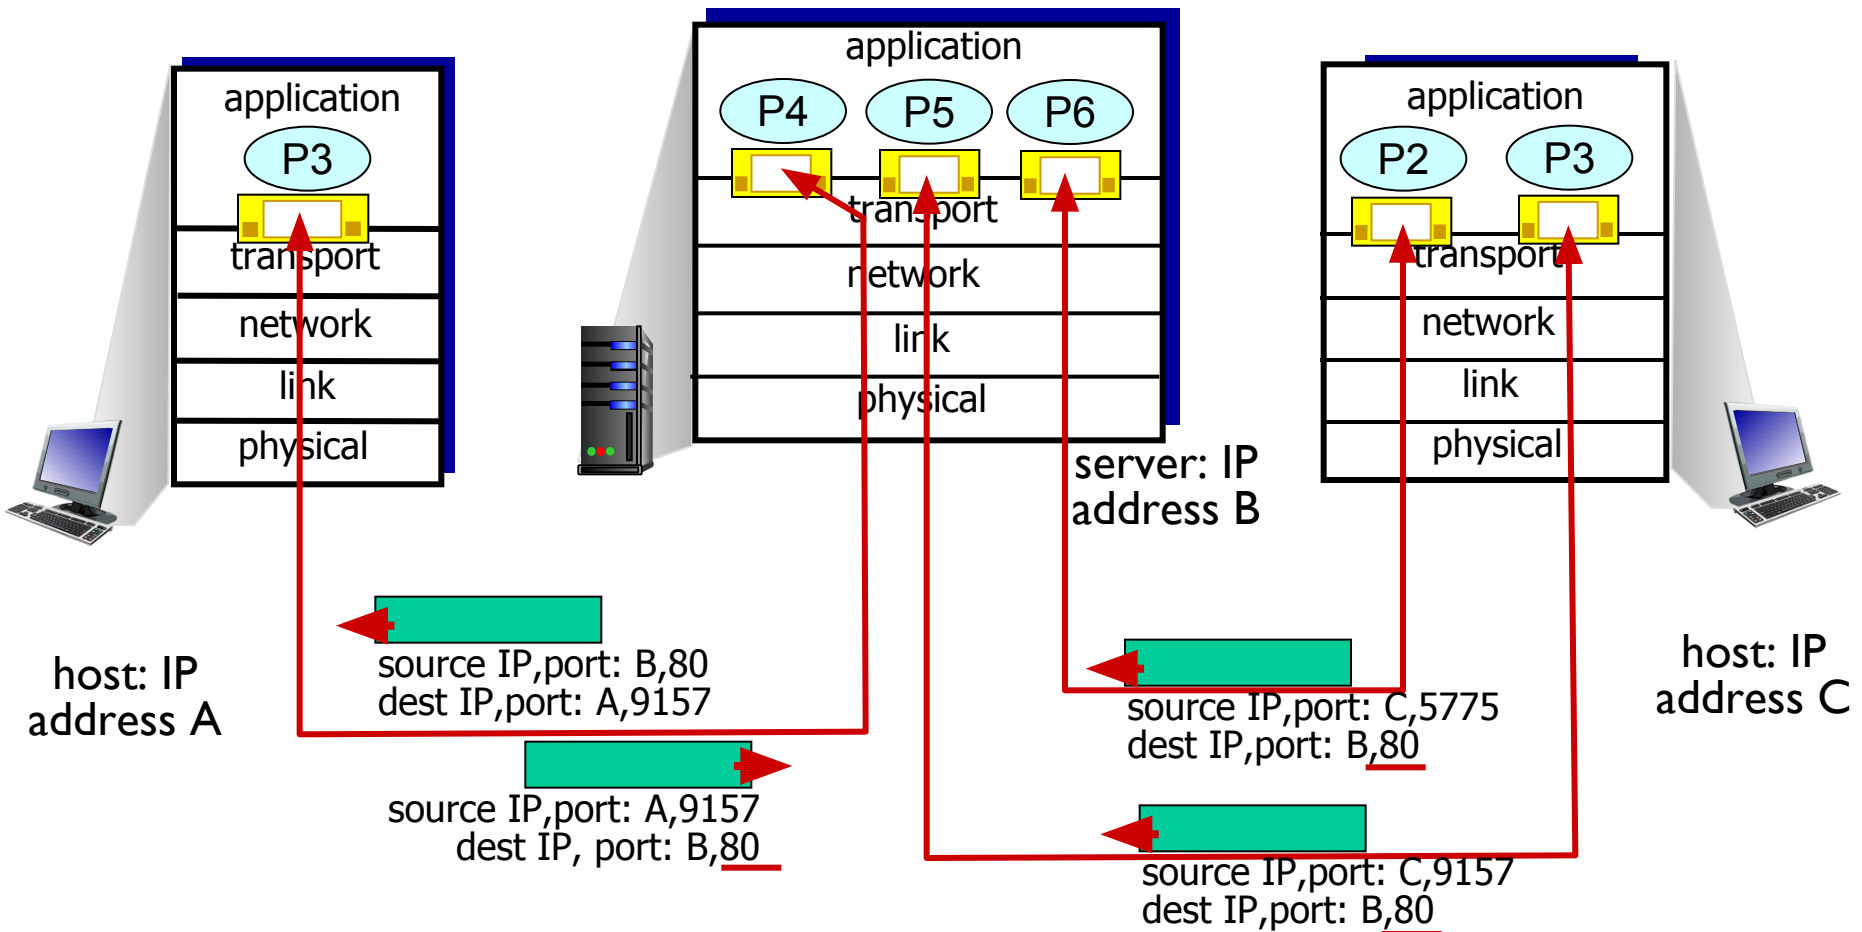 application
P3
transport
network
link
physical
host: IP
address A
application
P4
P5
P6
transport
network
link
physical
server: IP
address B
application
P2
P3
transport
network
link
physical
host: IP
address C
source IP,port: B,80
dest IP,port: A,9157
source IP,port: A,9157
dest IP, port: B,80
source IP,port: C,5775
dest IP,port: B,80
source IP,port: C,9157
dest IP,port: B,80